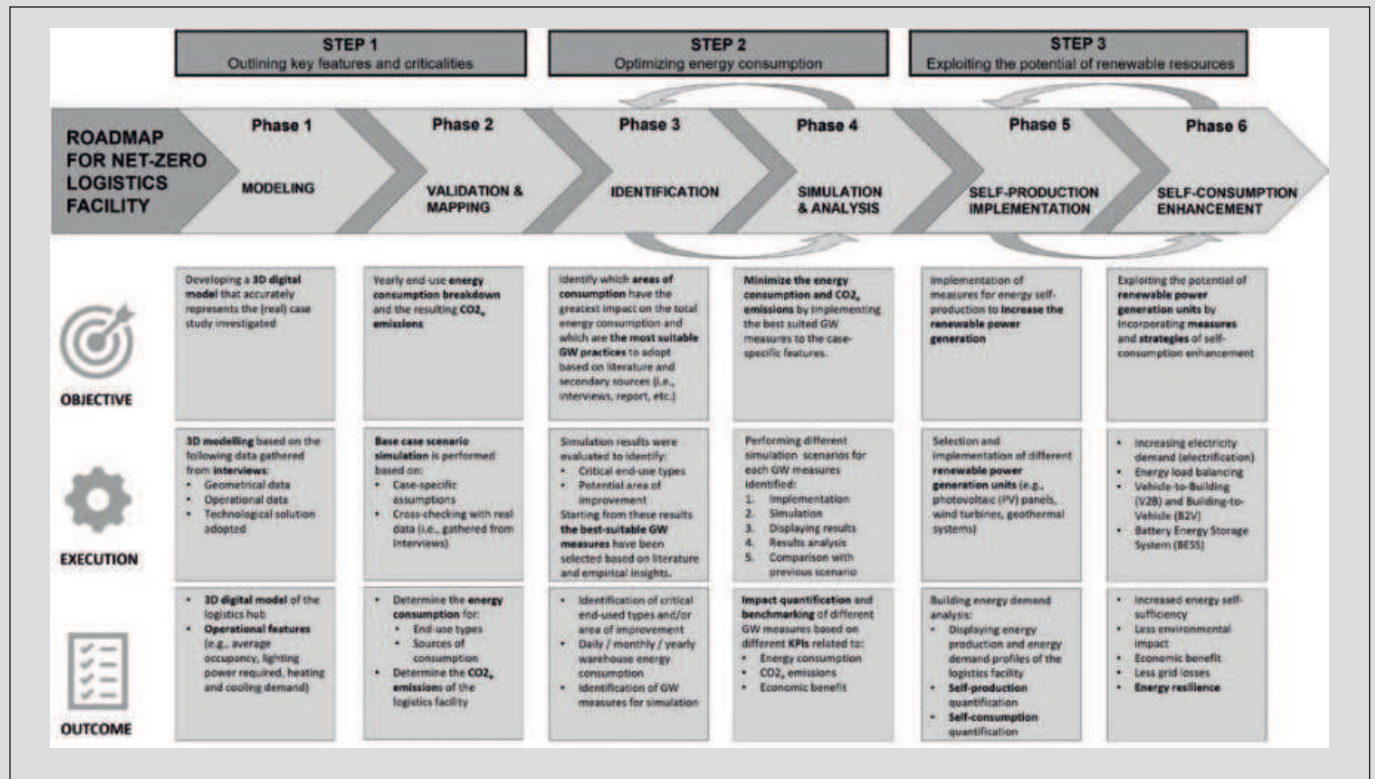 STEP 1
Outlining key features and criticalities
STEP 2
Optimizing energy consumption
STEP 3
Exploiting the potential of renewable resources
ROADMAP
FOR NET-ZERO
LOGISTICS
FACILITY
Phase 1
MODELING
Phase 2
VALIDATION &
MAPPING
Phase 3
IDENTIFICATION
Phase 4
SIMULATION
& ANALYSIS
Phase 5
SELF-PRODUCTION
IMPLEMENTATION
Phase 6
SELF-CONSUMPTION
ENHANCEMENT
OBJECTIVE
Developing a 3D digital
model that accurately
represents the (real) case
study investigated
Yearly end-use energy
consumption breakdown
and the resulting CO2e
emissions
Identify which areas of
consumption have the
greatest impact on the total
energy consumption and
which are the most suitable
GW practices to adopt
based on literature and
secondary sources (i.e.,
interviews, report, etc.)
Minimize the energy
consumption and CO2e
emissions by implementing
the best suited GW
measures to the case-
specific features.
Implementation of
measures for energy self-
production to increase the
renewable power
generation
Exploiting the potential of
renewable power
generation units by
incorporating measures
and strategies of self-
consumption enhancement
EXECUTION
3D modelling based on the
following data gathered
from interviews:
• Geometrical data
• Operational data
• Technological solution
adopted
Base case scenario
simulation is performed
based on:
• Case-specific
assumptions
• Cross-checking with real
data (i.e., gathered from
interviews)
Simulation results were
evaluated to identify:
• Critical end-use types
• Potential area of
improvement
Starting from these results
the best-suitable GW
measures have been
selected based on literature
and empirical insights.
Performing different
simulation scenarios for
each GW measures
identified:
1. Implementation
2. Simulation
3. Displaying results
4. Results analysis
5. Comparison with
previous scenario
Selection and
implementation of different
renewable power
generation units (e.g.,
photovoltaic (PV) panels,
wind turbines, geothermal
systems)
• Increasing electricity
demand (electrification)
• Energy load balancing
• Vehicle-to-Building
(V2B) and Building-to-
Vehicle (B2V)
• Battery Energy Storage
System (BESS)
OUTCOME
• 3D digital model of the
logistics hub
• Operational features
(e.g., average
occupancy, lighting
power required, heating
and cooling demand)
• Determine the energy
consumption for:
• End-use types
• Sources of
consumption
• Determine the CO2e
emissions of the
logistics facility
• Identification of critical
end-used types and/or
area of improvement
• Daily / monthly / yearly
warehouse energy
consumption
• Identification of GW
measures for simulation
Impact quantification and
benchmarking of different
GW measures based on
different KPIs related to:
• Energy consumption
• CO2e emissions
• Economic benefit
Building energy demand
analysis:
• Displaying energy
production and energy
demand profiles of the
logistics facility
• Self-production
quantification
• Self-consumption
quantification
• Increased energy self-
sufficiency
• Less environmental
impact
• Economic benefit
• Less grid losses
• Energy resilience